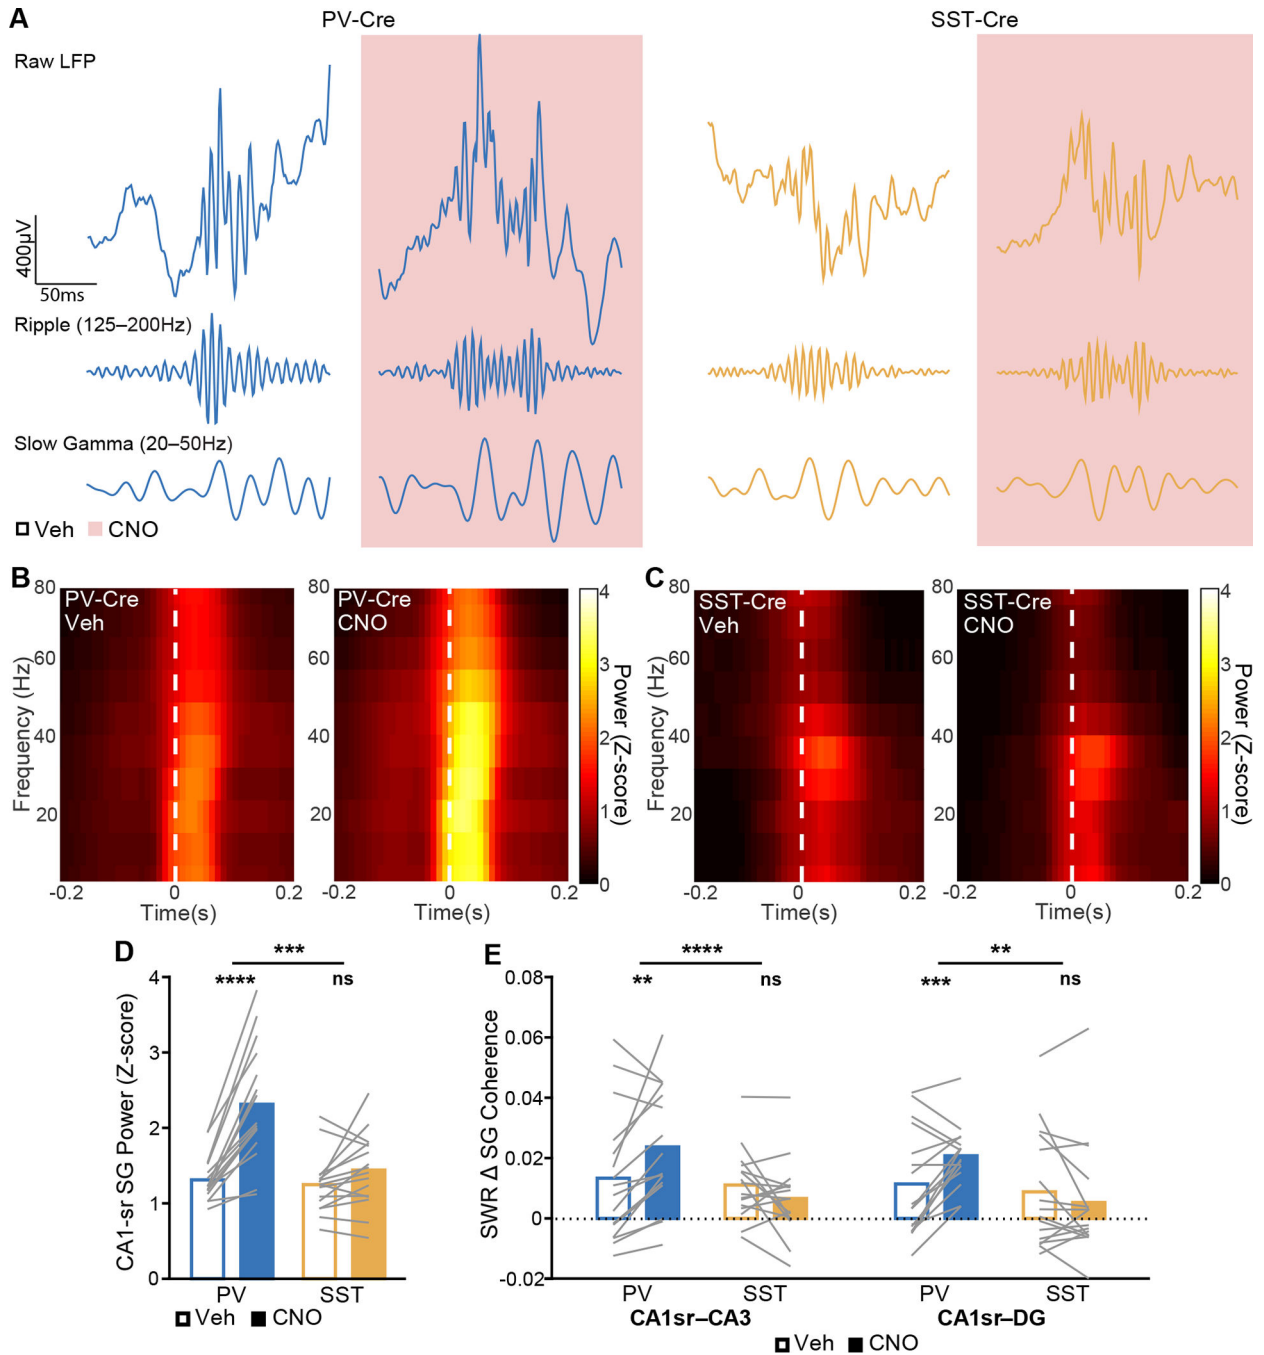 A
PV-Cre
SST-Cre
Raw LFP
400μV
50ms
Ripple (125–200Hz)
Slow Gamma (20–50Hz)
Veh
CNO
B
80
60
40
20
Frequency (Hz)
PV-Cre
Veh
-0.2
0
0.2
Time(s)
80
60
40
20
PV-Cre
CNO
-0.2
0
0.2
Time(s)
4
3
2
1
0
Power (Z-score)
C
80
60
40
20
Frequency (Hz)
SST-Cre
Veh
-0.2
0
0.2
Time(s)
80
60
40
20
SST-Cre
CNO
-0.2
0
0.2
Time(s)
4
3
2
1
0
Power (Z-score)
D
***
****
ns
4
3
2
1
0
CA1-sr SG Power (Z-score)
PV
SST
Veh
CNO
E
****
**
**
ns
***
ns
0.08
0.06
0.04
0.02
0
-0.02
SWR Δ SG Coherence
PV
SST
PV
SST
CA1sr–CA3
CA1sr–DG
Veh
CNO